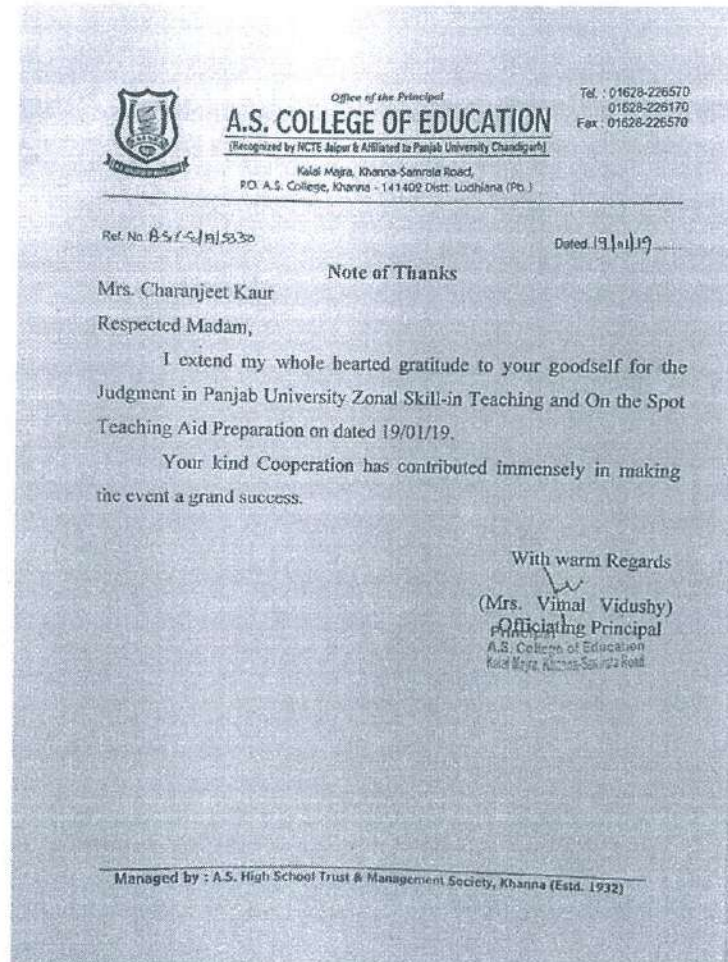 Office of the Principal
A.S. COLLEGE OF EDUCATION
(Recognized by NCTE Jaipur & Affiliated to Panjab University Chandigarh)
Kalal Majra, Khanna-Samrala Road,
P.O. A.S. College, Khanna - 141402 Distt. Ludhiana (Pb.)
Tel. : 01628-226570
01628-226170
Fax : 01628-226570
Ref. No.
Dated 19/01/19
Note of Thanks
Mrs. Charanjeet Kaur
Respected Madam,
I extend my whole hearted gratitude to your goodself for the
Judgment in Panjab University Zonal Skill-in Teaching and On the Spot
Teaching Aid Preparation on dated 19/01/19.
Your kind Cooperation has contributed immensely in making
the event a grand success.
With warm Regards
(Mrs. Vimal Vidushy)
Officiating Principal
Principal
A.S. College of Education
Kalal Majra, Khanna-Samrala Road
Managed by : A.S. High School Trust & Management Society, Khanna (Estd. 1932)